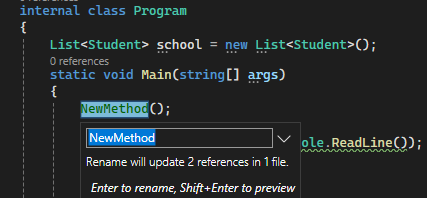 internal class Program
{
List<Student> school = new List<Student>();
0 references
static void Main(string[] args)
{
NewMethod();
NewMethod
ole.ReadLine());
Rename will update 2 references in 1 file.
Enter to rename, Shift+Enter to preview